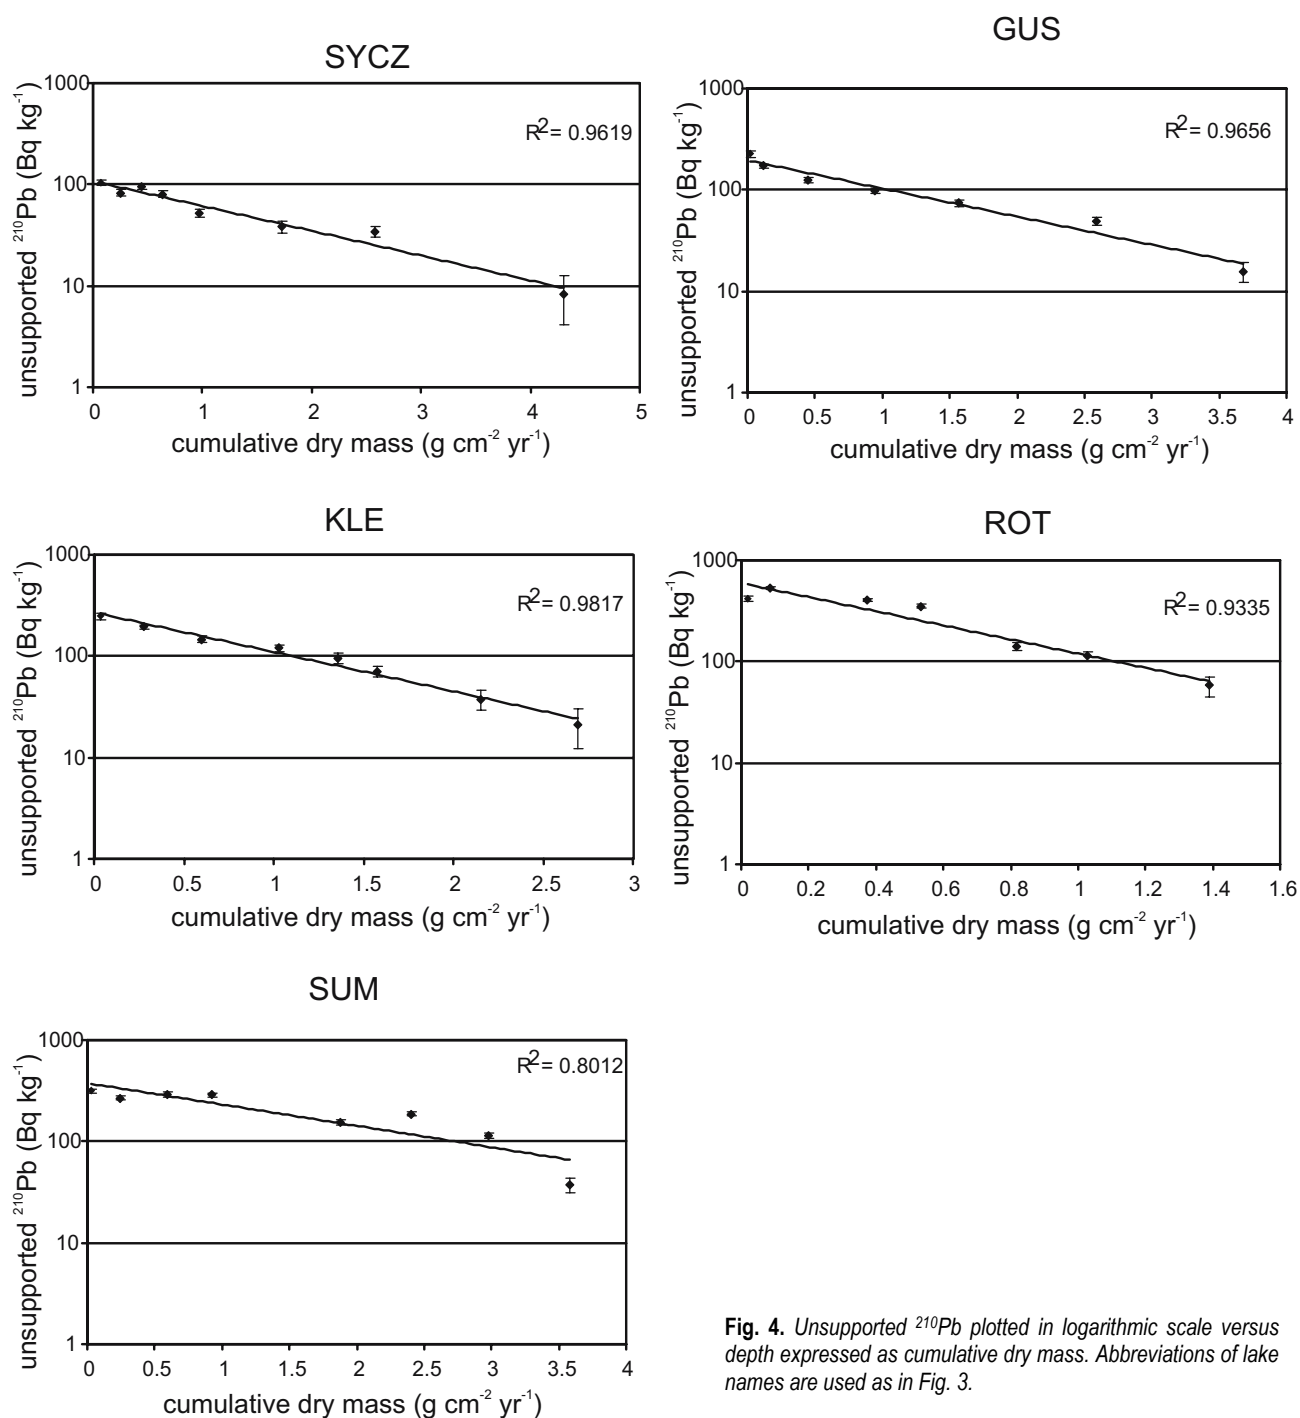 SYCZ
unsupported ²¹⁰Pb (Bq kg⁻¹)
1000
100
10
1
R²= 0.9619
0 1 2 3 4 5
cumulative dry mass (g cm⁻² yr⁻¹)
GUS
unsupported ²¹⁰Pb (Bq kg⁻¹)
1000
100
10
1
R²= 0.9656
0 0.5 1 1.5 2 2.5 3 3.5 4
cumulative dry mass (g cm⁻² yr⁻¹)
KLE
unsupported ²¹⁰Pb (Bq kg⁻¹)
1000
100
10
1
R²= 0.9817
0 0.5 1 1.5 2 2.5 3
cumulative dry mass (g cm⁻² yr⁻¹)
ROT
unsupported ²¹⁰Pb (Bq kg⁻¹)
1000
100
10
1
R²= 0.9335
0 0.2 0.4 0.6 0.8 1 1.2 1.4 1.6
cumulative dry mass (g cm⁻² yr⁻¹)
SUM
unsupported ²¹⁰Pb (Bq kg⁻¹)
1000
100
10
1
R²= 0.8012
0 0.5 1 1.5 2 2.5 3 3.5 4
cumulative dry mass (g cm⁻² yr⁻¹)
Fig. 4. Unsupported ²¹⁰Pb plotted in logarithmic scale versus
depth expressed as cumulative dry mass. Abbreviations of lake
names are used as in Fig. 3.